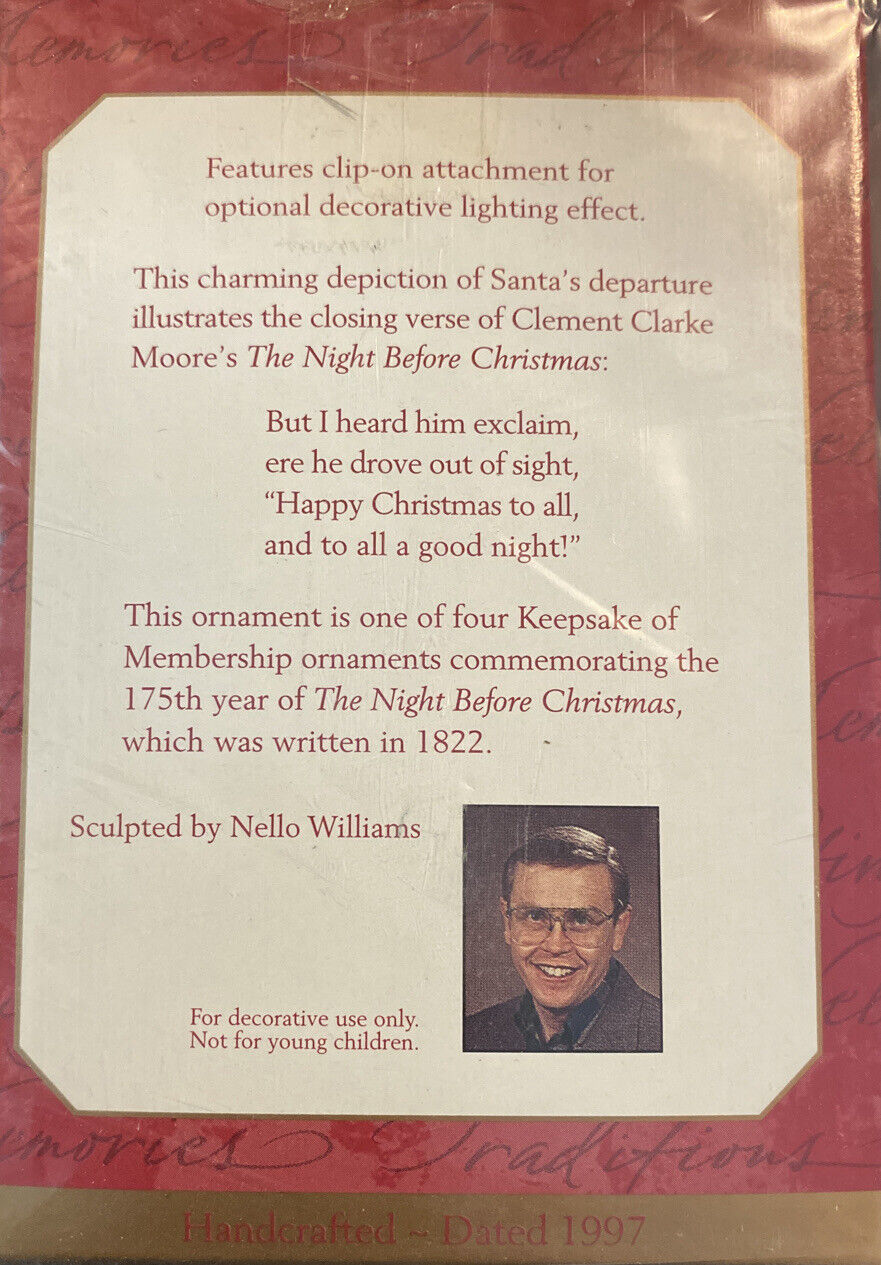 Memories Traditions
Features clip-on attachment for
optional decorative lighting effect.
This charming depiction of Santa's departure
illustrates the closing verse of Clement Clarke
Moore's The Night Before Christmas:
But I heard him exclaim,
ere he drove out of sight,
“Happy Christmas to all,
and to all a good night!”
This ornament is one of four Keepsake of
Membership ornaments commemorating the
175th year of The Night Before Christmas,
which was written in 1822.
Sculpted by Nello Williams
For decorative use only.
Not for young children.
emories Traditions
Handcrafted ~ Dated 1997